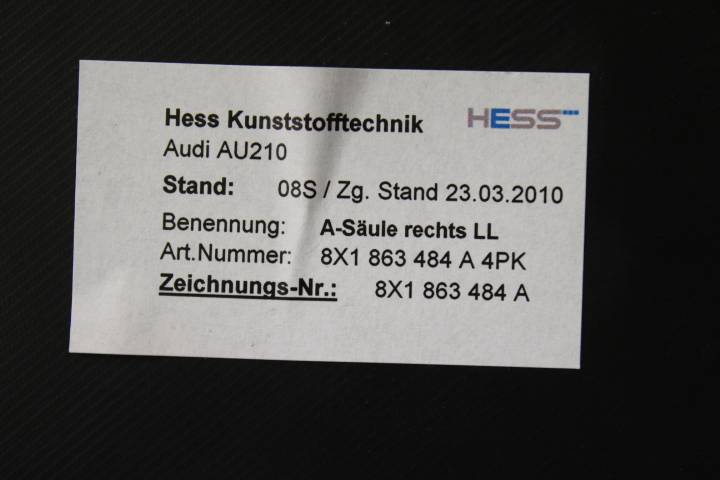 Hess Kunststofftechnik
HESS
Audi AU210
Stand: 08S / Zg. Stand 23.03.2010
Benennung: A-Säule rechts LL
Art.Nummer: 8X1 863 484 A 4PK
Zeichnungs-Nr.: 8X1 863 484 A